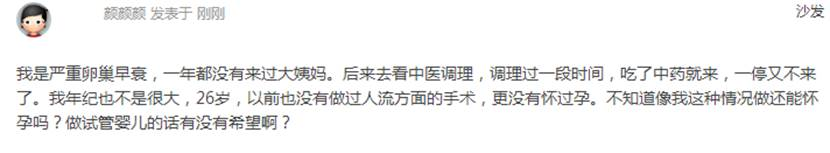 颜颜颜 发表于 刚刚
沙发
我是严重卵巢早衰，一年都没有来过大姨妈。后来去看中医调理，调理过一段时间，吃了中药就来，一停又不来
了。我年纪也不是很大，26岁，以前也没有做过人流方面的手术，更没有怀过孕。不知道像我这种情况做还能怀
孕吗？做试管婴儿的话有没有希望啊？